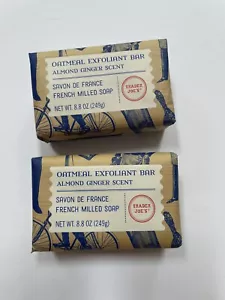 OATMEAL EXFOLIANT BAR
ALMOND GINGER SCENT
SAVON DE FRANCE
FRENCH MILLED SOAP
NET WT. 8.8 OZ (249g)
TRADER
JOE'S
OATMEAL EXFOLIANT BAR
ALMOND GINGER SCENT
SAVON DE FRANCE
FRENCH MILLED SOAP
NET WT. 8.8 OZ (249g)
TRADER
JOE'S